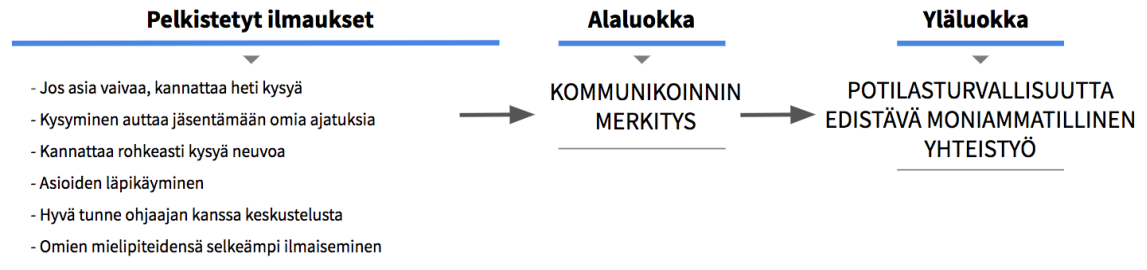 Pelkistetyt ilmaukset
Alaluokka
Yläluokka
- Jos asia vaivaa, kannattaa heti kysyä
- Kysyminen auttaa jäsentämään omia ajatuksia
- Kannattaa rohkeasti kysyä neuvoa
- Asioiden läpikäyminen
- Hyvä tunne ohjaajan kanssa keskustelusta
- Omien mielipiteidensä selkeämpi ilmaiseminen
KOMMUNIKOINNIN
MERKITYS
POTILASTURVALLISUUTTA
EDISTÄVÄ MONIAMMATILLINEN
YHTEISTYÖ